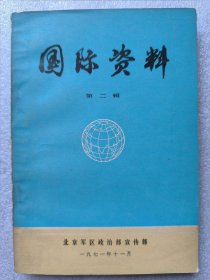 国际资料
第二辑
北京军区政治部宣传部
一九七一年十一月